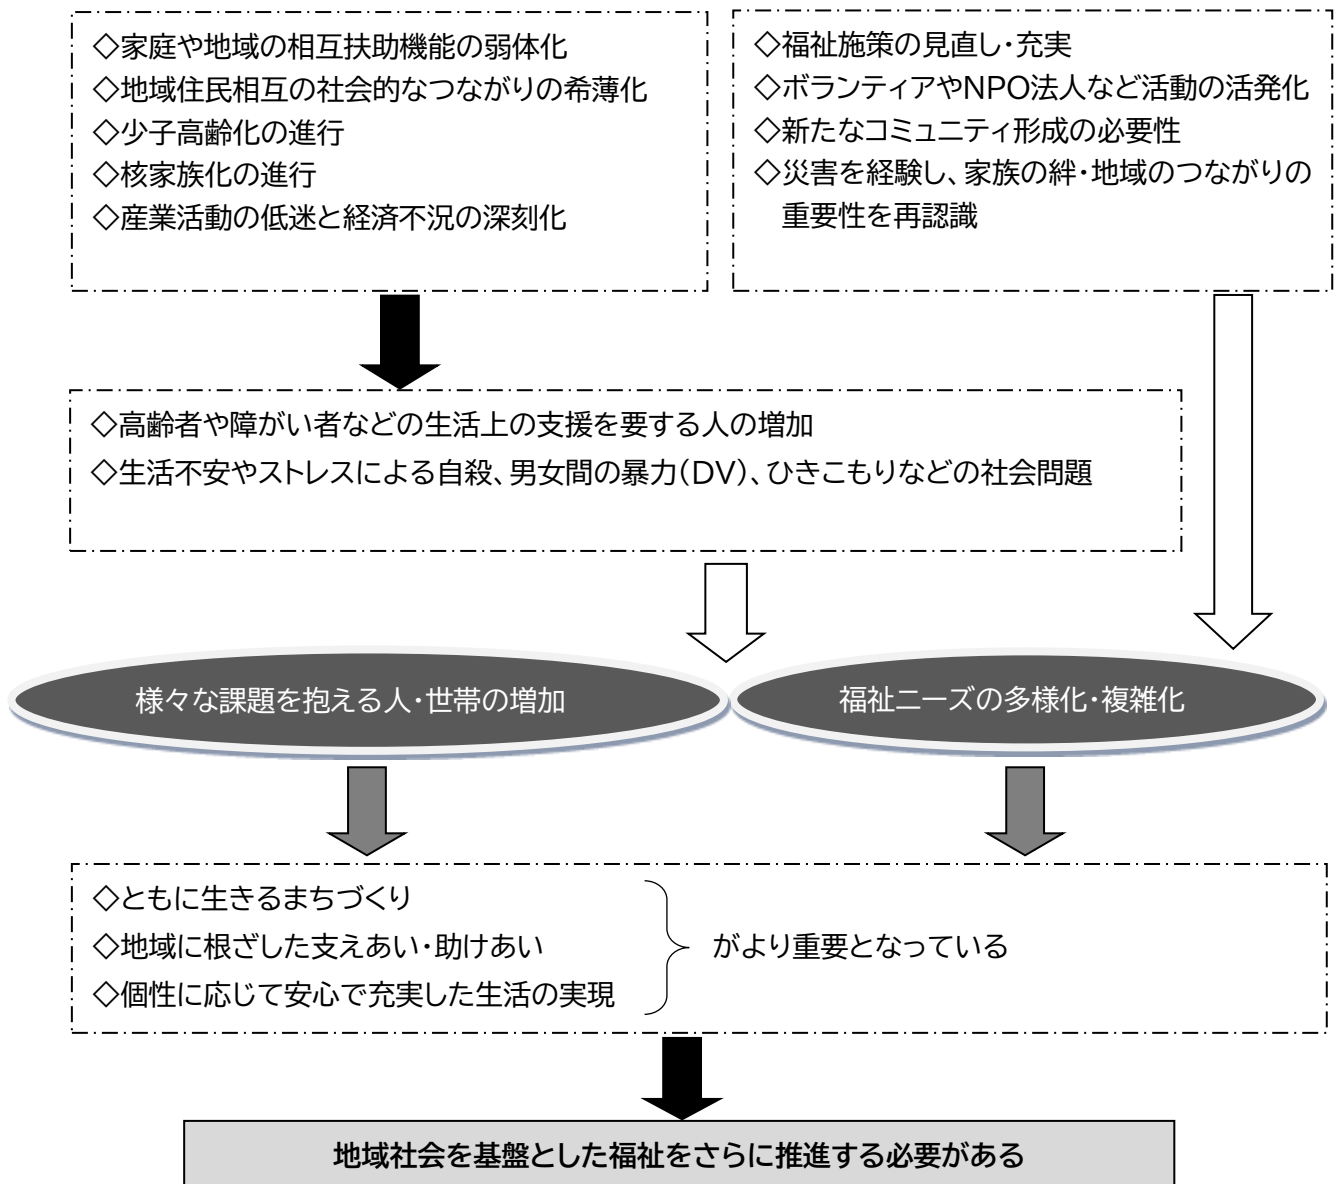 ◇家庭や地域の相互扶助機能の弱体化
◇地域住民相互の社会的なつながりの希薄化
◇少子高齢化の進行
◇核家族化の進行
◇産業活動の低迷と経済不況の深刻化
◇福祉施策の見直し・充実
◇ボランティアやNPO法人など活動の活発化
◇新たなコミュニティ形成の必要性
◇災害を経験し、家族の絆・地域のつながりの
重要性を再認識
◇高齢者や障がい者などの生活上の支援を要する人の増加
◇生活不安やストレスによる自殺、男女間の暴力(DV)、ひきこもりなどの社会問題
様々な課題を抱える人・世帯の増加
福祉ニーズの多様化・複雑化
◇ともに生きるまちづくり
◇地域に根ざした支えあい・助けあい
◇個性に応じて安心で充実した生活の実現
がより重要となっている
地域社会を基盤とした福祉をさらに推進する必要がある